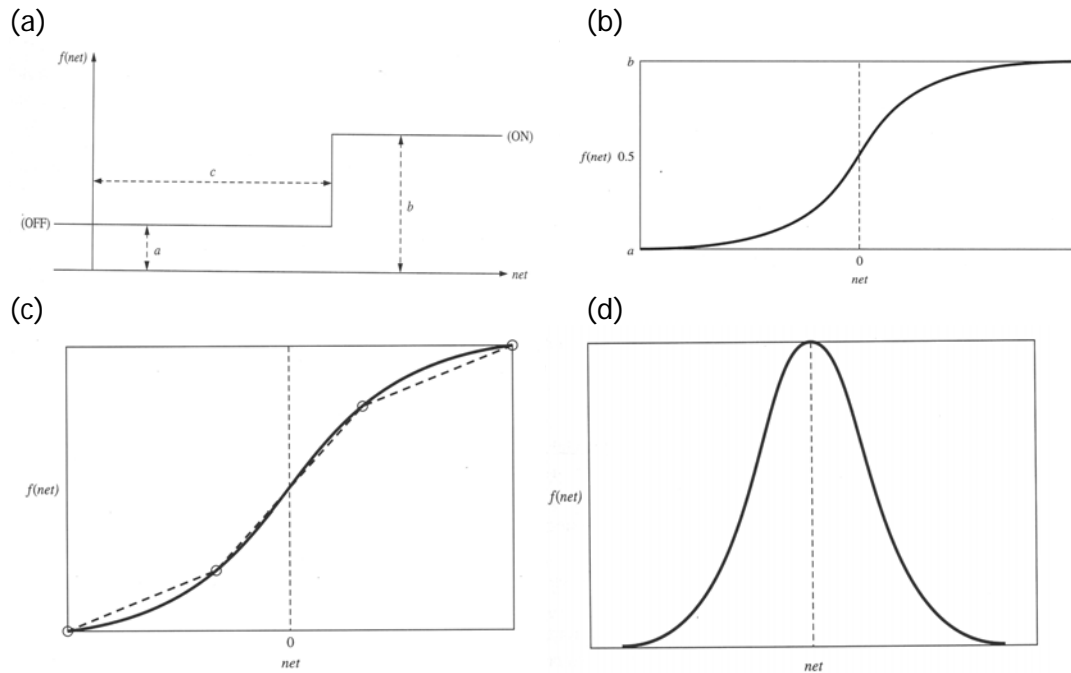 (a)
f(net)
(ON)
c
b
(OFF)
a
net
(b)
b
f(net) 0.5
a
0
net
(c)
f(net)
0
net
(d)
f(net)
net